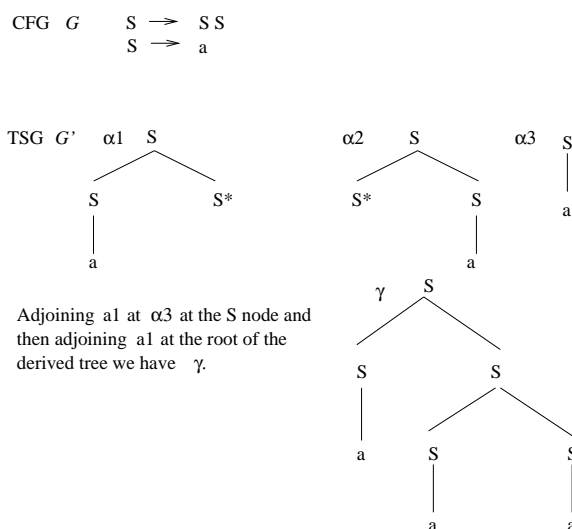 CFG G S → S S
S → a
TSG G’ α1 S α2 S α3 S
S S* S* S a
a a
γ S
Adjoining a1 at α3 at the S node and
then adjoining a1 at the root of the
derived tree we have γ.
S S
a S S
a a